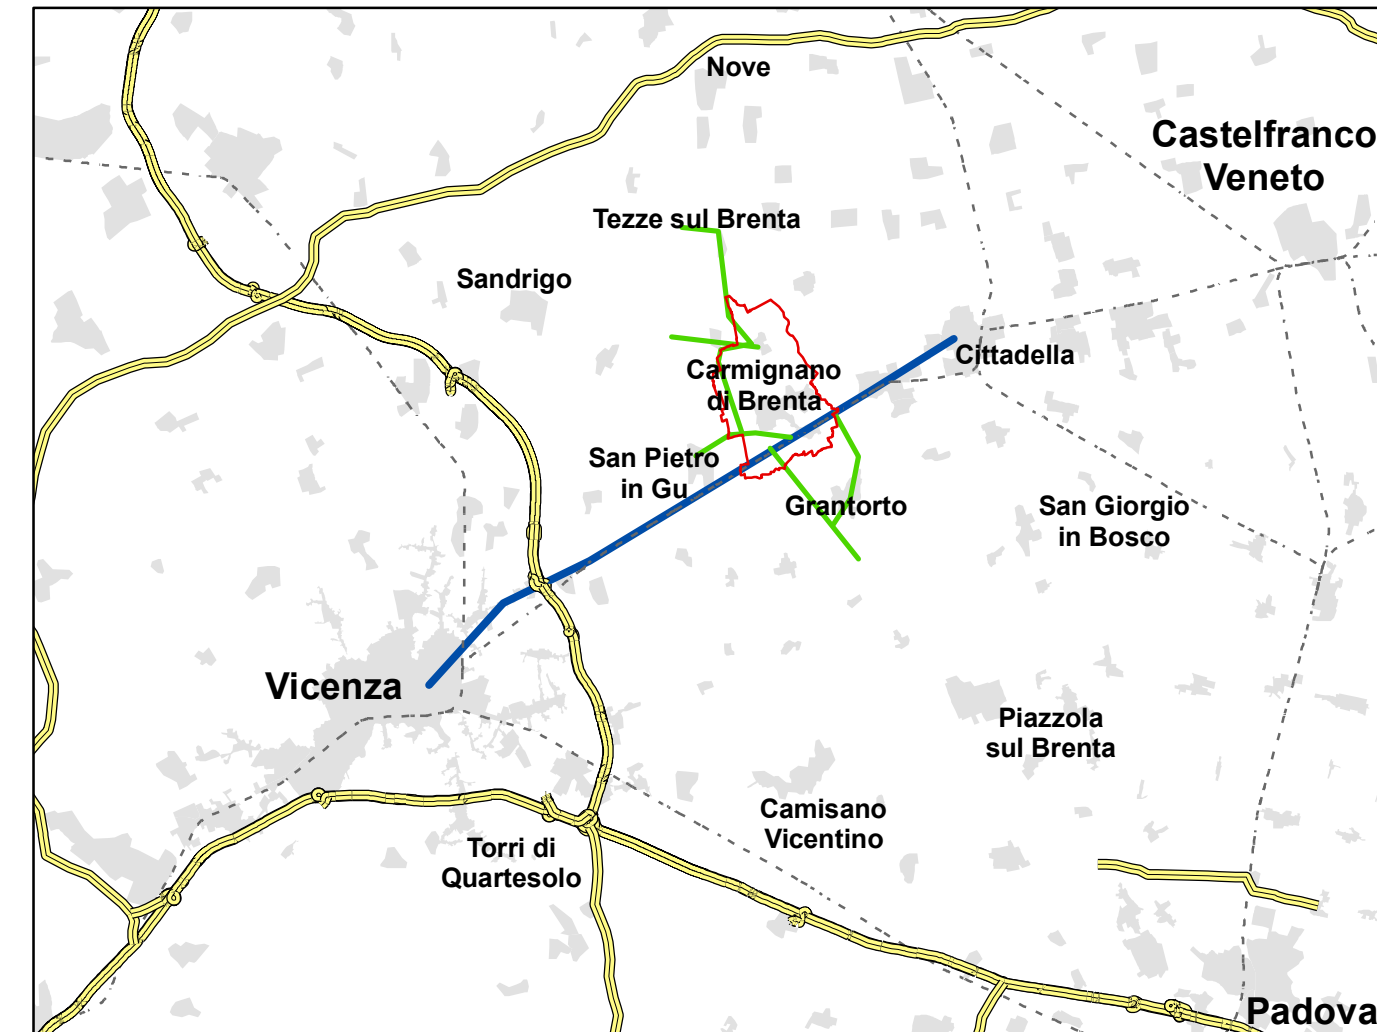 Nove
Castelfranco
Veneto
Tezze sul Brenta
Sandrigo
Cittadella
Carmignano
di Brenta
San Pietro
in Gu
Grantorto
San Giorgio
in Bosco
Vicenza
Piazzola
sul Brenta
Camisano
Vicentino
Torri di
Quartesolo
Padova